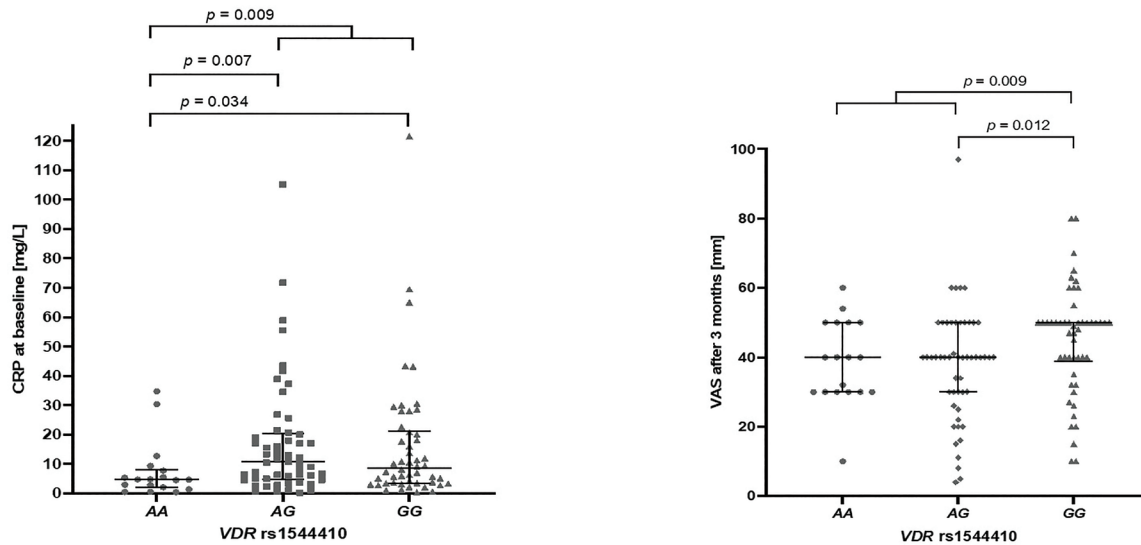 p = 0.009
p = 0.007
p = 0.034
CRP at baseline [mg/L]
120
110
100
90
80
70
60
50
40
30
20
10
0
AA AG GG
VDR rs1544410
p = 0.009
p = 0.012
VAS after 3 months [mm]
100
80
60
40
20
0
AA AG GG
VDR rs1544410